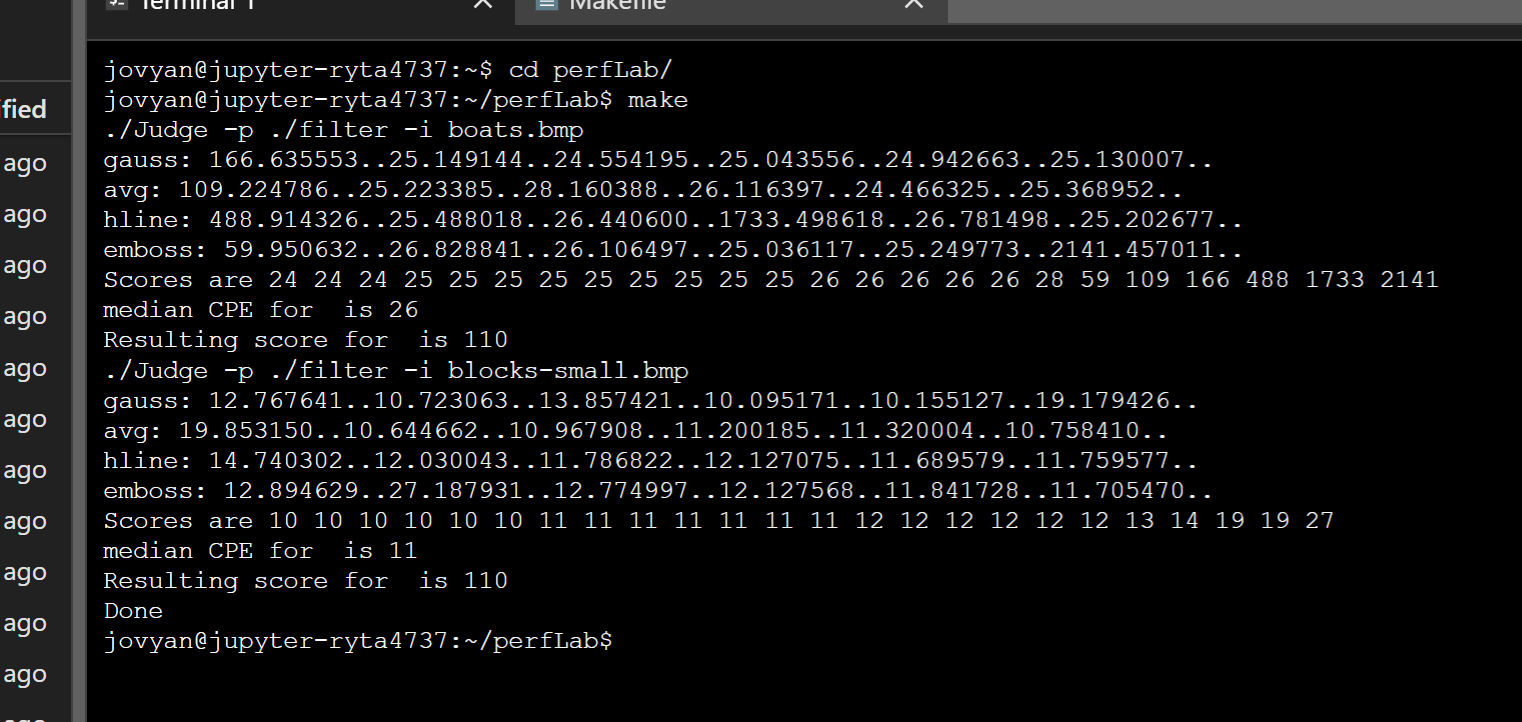 Terminal 1
Makefile
jovyan@jupyter-ryta4737:~$ cd perfLab/
jovyan@jupyter-ryta4737:~/perfLab$ make
./Judge -p ./filter -i boats.bmp
gauss: 166.635553..25.149144..24.554195..25.043556..24.942663..25.130007..
avg: 109.224786..25.223385..28.160388..26.116397..24.466325..25.368952..
hline: 488.914326..25.488018..26.440600..1733.498618..26.781498..25.202677..
emboss: 59.950632..26.828841..26.106497..25.036117..25.249773..2141.457011..
Scores are 24 24 24 25 25 25 25 25 25 25 25 25 26 26 26 26 26 28 59 109 166 488 1733 2141
median CPE for  is 26
Resulting score for  is 110
./Judge -p ./filter -i blocks-small.bmp
gauss: 12.767641..10.723063..13.857421..10.095171..10.155127..19.179426..
avg: 19.853150..10.644662..10.967908..11.200185..11.320004..10.758410..
hline: 14.740302..12.030043..11.786822..12.127075..11.689579..11.759577..
emboss: 12.894629..27.187931..12.774997..12.127568..11.841728..11.705470..
Scores are 10 10 10 10 10 10 11 11 11 11 11 11 11 12 12 12 12 12 12 13 14 19 19 27
median CPE for  is 11
Resulting score for  is 110
Done
jovyan@jupyter-ryta4737:~/perfLab$
fied
ago
ago
ago
ago
ago
ago
ago
ago
ago
ago
ago